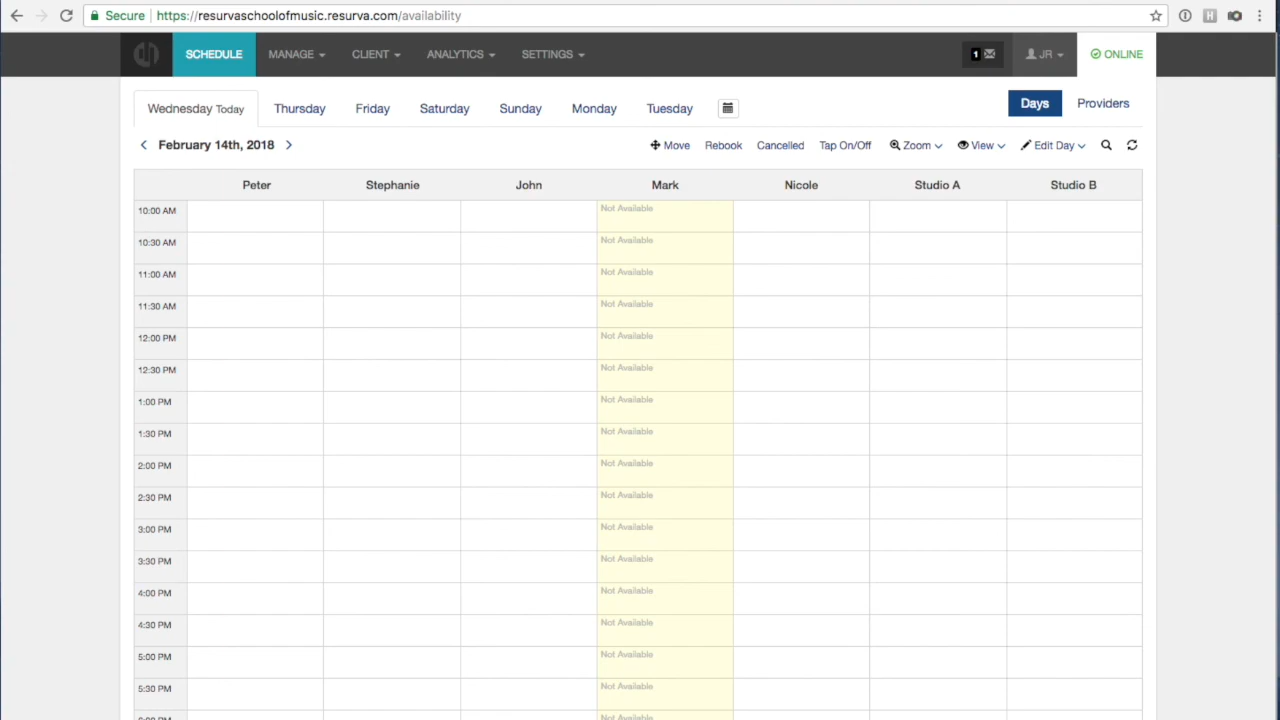 Secure https://resurvaschoolofmusic.resurva.com/availability
SCHEDULE MANAGE CLIENT ANALYTICS SETTINGS 1 JR ONLINE
Wednesday Today Thursday Friday Saturday Sunday Monday Tuesday Days Providers
February 14th, 2018 Move Rebook Cancelled Tap On/Off Zoom View Edit Day
Peter Stephanie John Mark Nicole Studio A Studio B
10:00 AM Not Available
10:30 AM Not Available
11:00 AM Not Available
11:30 AM Not Available
12:00 PM Not Available
12:30 PM Not Available
1:00 PM Not Available
1:30 PM Not Available
2:00 PM Not Available
2:30 PM Not Available
3:00 PM Not Available
3:30 PM Not Available
4:00 PM Not Available
4:30 PM Not Available
5:00 PM Not Available
5:30 PM Not Available
6:00 PM Not Available